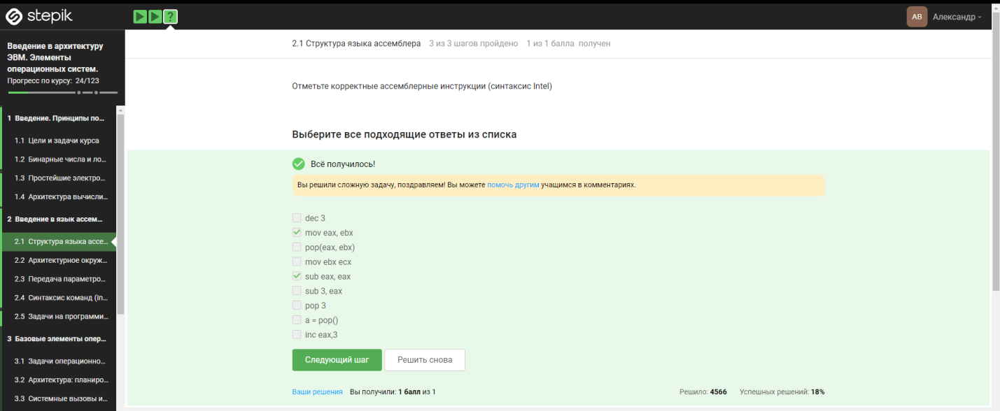 stepik
?
АВ
Александр
Введение в архитектуру
ЭВМ. Элементы
операционных систем.
Прогресс по курсу: 24/123
1 Введение. Принципы по...
1.1 Цели и задачи курса
1.2 Бинарные числа и ло...
1.3 Простейшие электро...
1.4 Архитектура вычисли...
2 Введение в язык ассем...
2.1 Структура языка ассе...
2.2 Архитектурное окруж...
2.3 Передача параметро...
2.4 Синтаксис команд (In...
2.5 Задачи на программи...
3 Базовые элементы опер...
3.1 Задачи операционно...
3.2 Архитектура: планиро...
3.3 Системные вызовы и...
2.1 Структура языка ассемблера 3 из 3 шагов пройдено 1 из 1 балла получен
Отметьте корректные ассемблерные инструкции (синтаксис Intel)
Выберите все подходящие ответы из списка
Всё получилось!
Вы решили сложную задачу, поздравляем! Вы можете помочь другим учащимся в комментариях.
dec 3
mov eax, ebx
pop(eax, ebx)
mov ebx ecx
sub eax, eax
sub 3, eax
pop 3
a = pop()
inc eax,3
Следующий шаг Решить снова
Ваши решения Вы получили: 1 балл из 1 Решило: 4566 Успешных решений: 18%